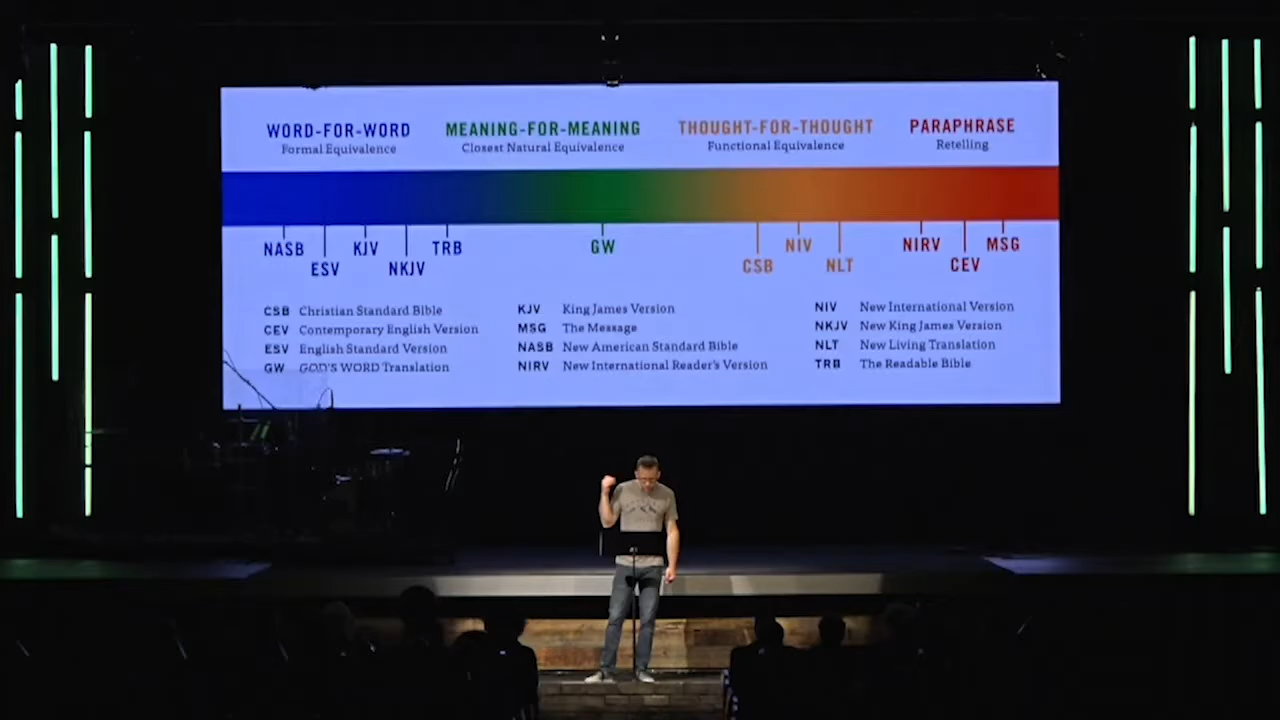 WORD-FOR-WORD
Formal Equivalence
MEANING-FOR-MEANING
Closest Natural Equivalence
THOUGHT-FOR-THOUGHT
Functional Equivalence
PARAPHRASE
Retelling
NASB
ESV
KJV
NKJV
TRB
GW
CSB
NIV
NLT
NIRV
CEV
MSG
CSB Christian Standard Bible
CEV Contemporary English Version
ESV English Standard Version
GW GOD'S WORD Translation
KJV King James Version
MSG The Message
NASB New American Standard Bible
NIRV New International Reader's Version
NIV New International Version
NKJV New King James Version
NLT New Living Translation
TRB The Readable Bible